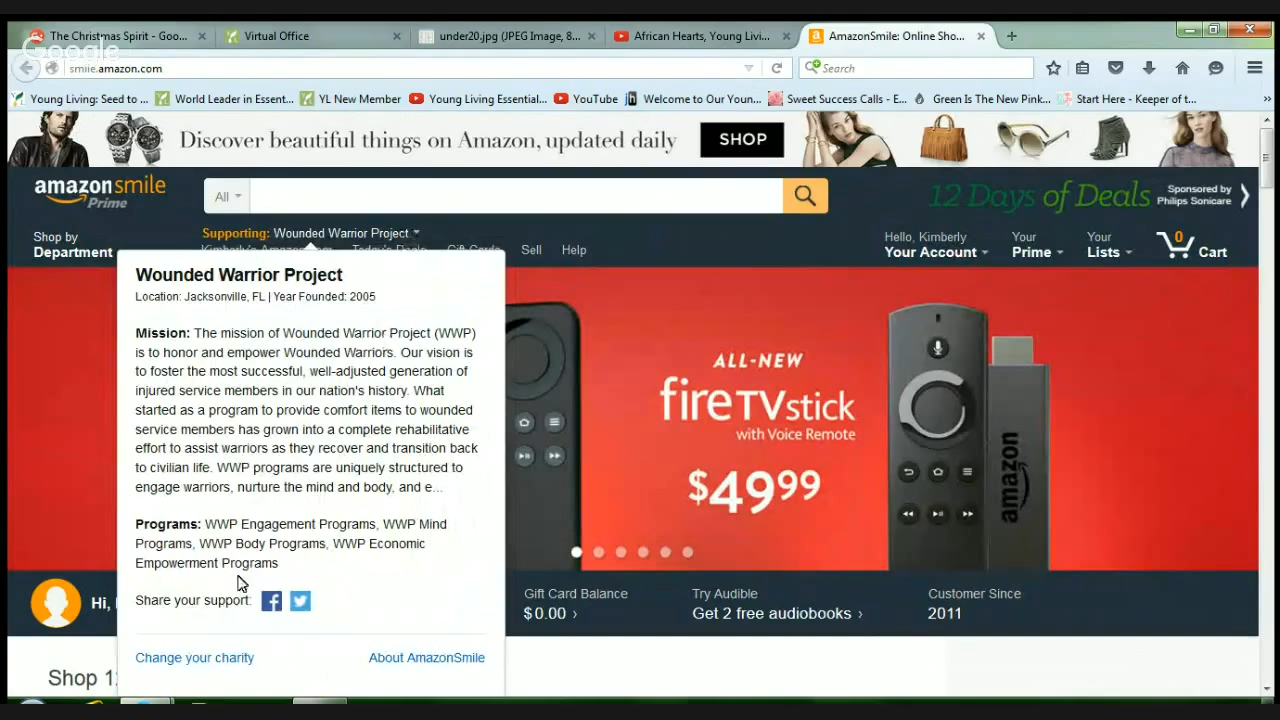 The Christmas Spirit - Goo...
Virtual Office
under20.jpg (JPEG Image, 8...
African Hearts, Young Livi...
AmazonSmile: Online Sho...
Google
smile.amazon.com
Search
Young Living: Seed to ...
World Leader in Essent...
YL New Member
Young Living Essential...
YouTube
Welcome to Our Youn...
Sweet Success Calls - E...
Green Is The New Pink...
Start Here - Keeper of t...
Discover beautiful things on Amazon, updated daily
SHOP
amazonsmile
Prime
All
12 Days of Deals
Sponsored by
Philips Sonicare
Shop by
Department
Supporting: Wounded Warrior Project
Today's Deals
Gift Cards
Sell
Help
Hello, Kimberly
Your Account
Your
Prime
Your
Lists
0
Cart
Wounded Warrior Project
Location: Jacksonville, FL | Year Founded: 2005
Mission: The mission of Wounded Warrior Project (WWP)
is to honor and empower Wounded Warriors. Our vision is
to foster the most successful, well-adjusted generation of
injured service members in our nation's history. What
started as a program to provide comfort items to wounded
service members has grown into a complete rehabilitative
effort to assist warriors as they recover and transition back
to civilian life. WWP programs are uniquely structured to
engage warriors, nurture the mind and body, and e...
Programs: WWP Engagement Programs, WWP Mind
Programs, WWP Body Programs, WWP Economic
Empowerment Programs
Share your support:
Change your charity
About AmazonSmile
ALL-NEW
fireTVstick
with Voice Remote
$49.99
amazon
Hi,
Gift Card Balance
$0.00 ›
Try Audible
Get 2 free audiobooks ›
Customer Since
2011
Shop 1